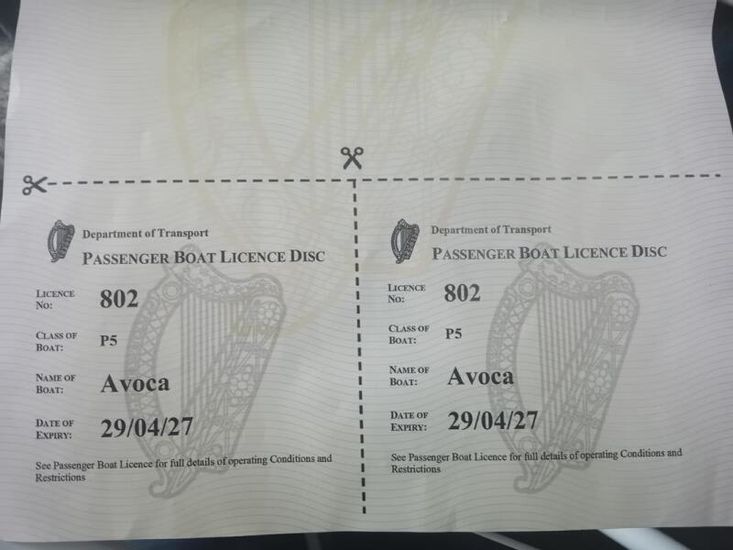 Department of Transport
PASSENGER BOAT LICENCE DISC
LICENCE NO: 802
CLASS OF BOAT: P5
NAME OF BOAT: Avoca
DATE OF EXPIRY: 29/04/27
See Passenger Boat Licence for full details of operating Conditions and
Restrictions
Department of Transport
PASSENGER BOAT LICENCE DISC
LICENCE NO: 802
CLASS OF BOAT: P5
NAME OF BOAT: Avoca
DATE OF EXPIRY: 29/04/27
See Passenger Boat Licence for full details of operating Conditions and
Restrictions